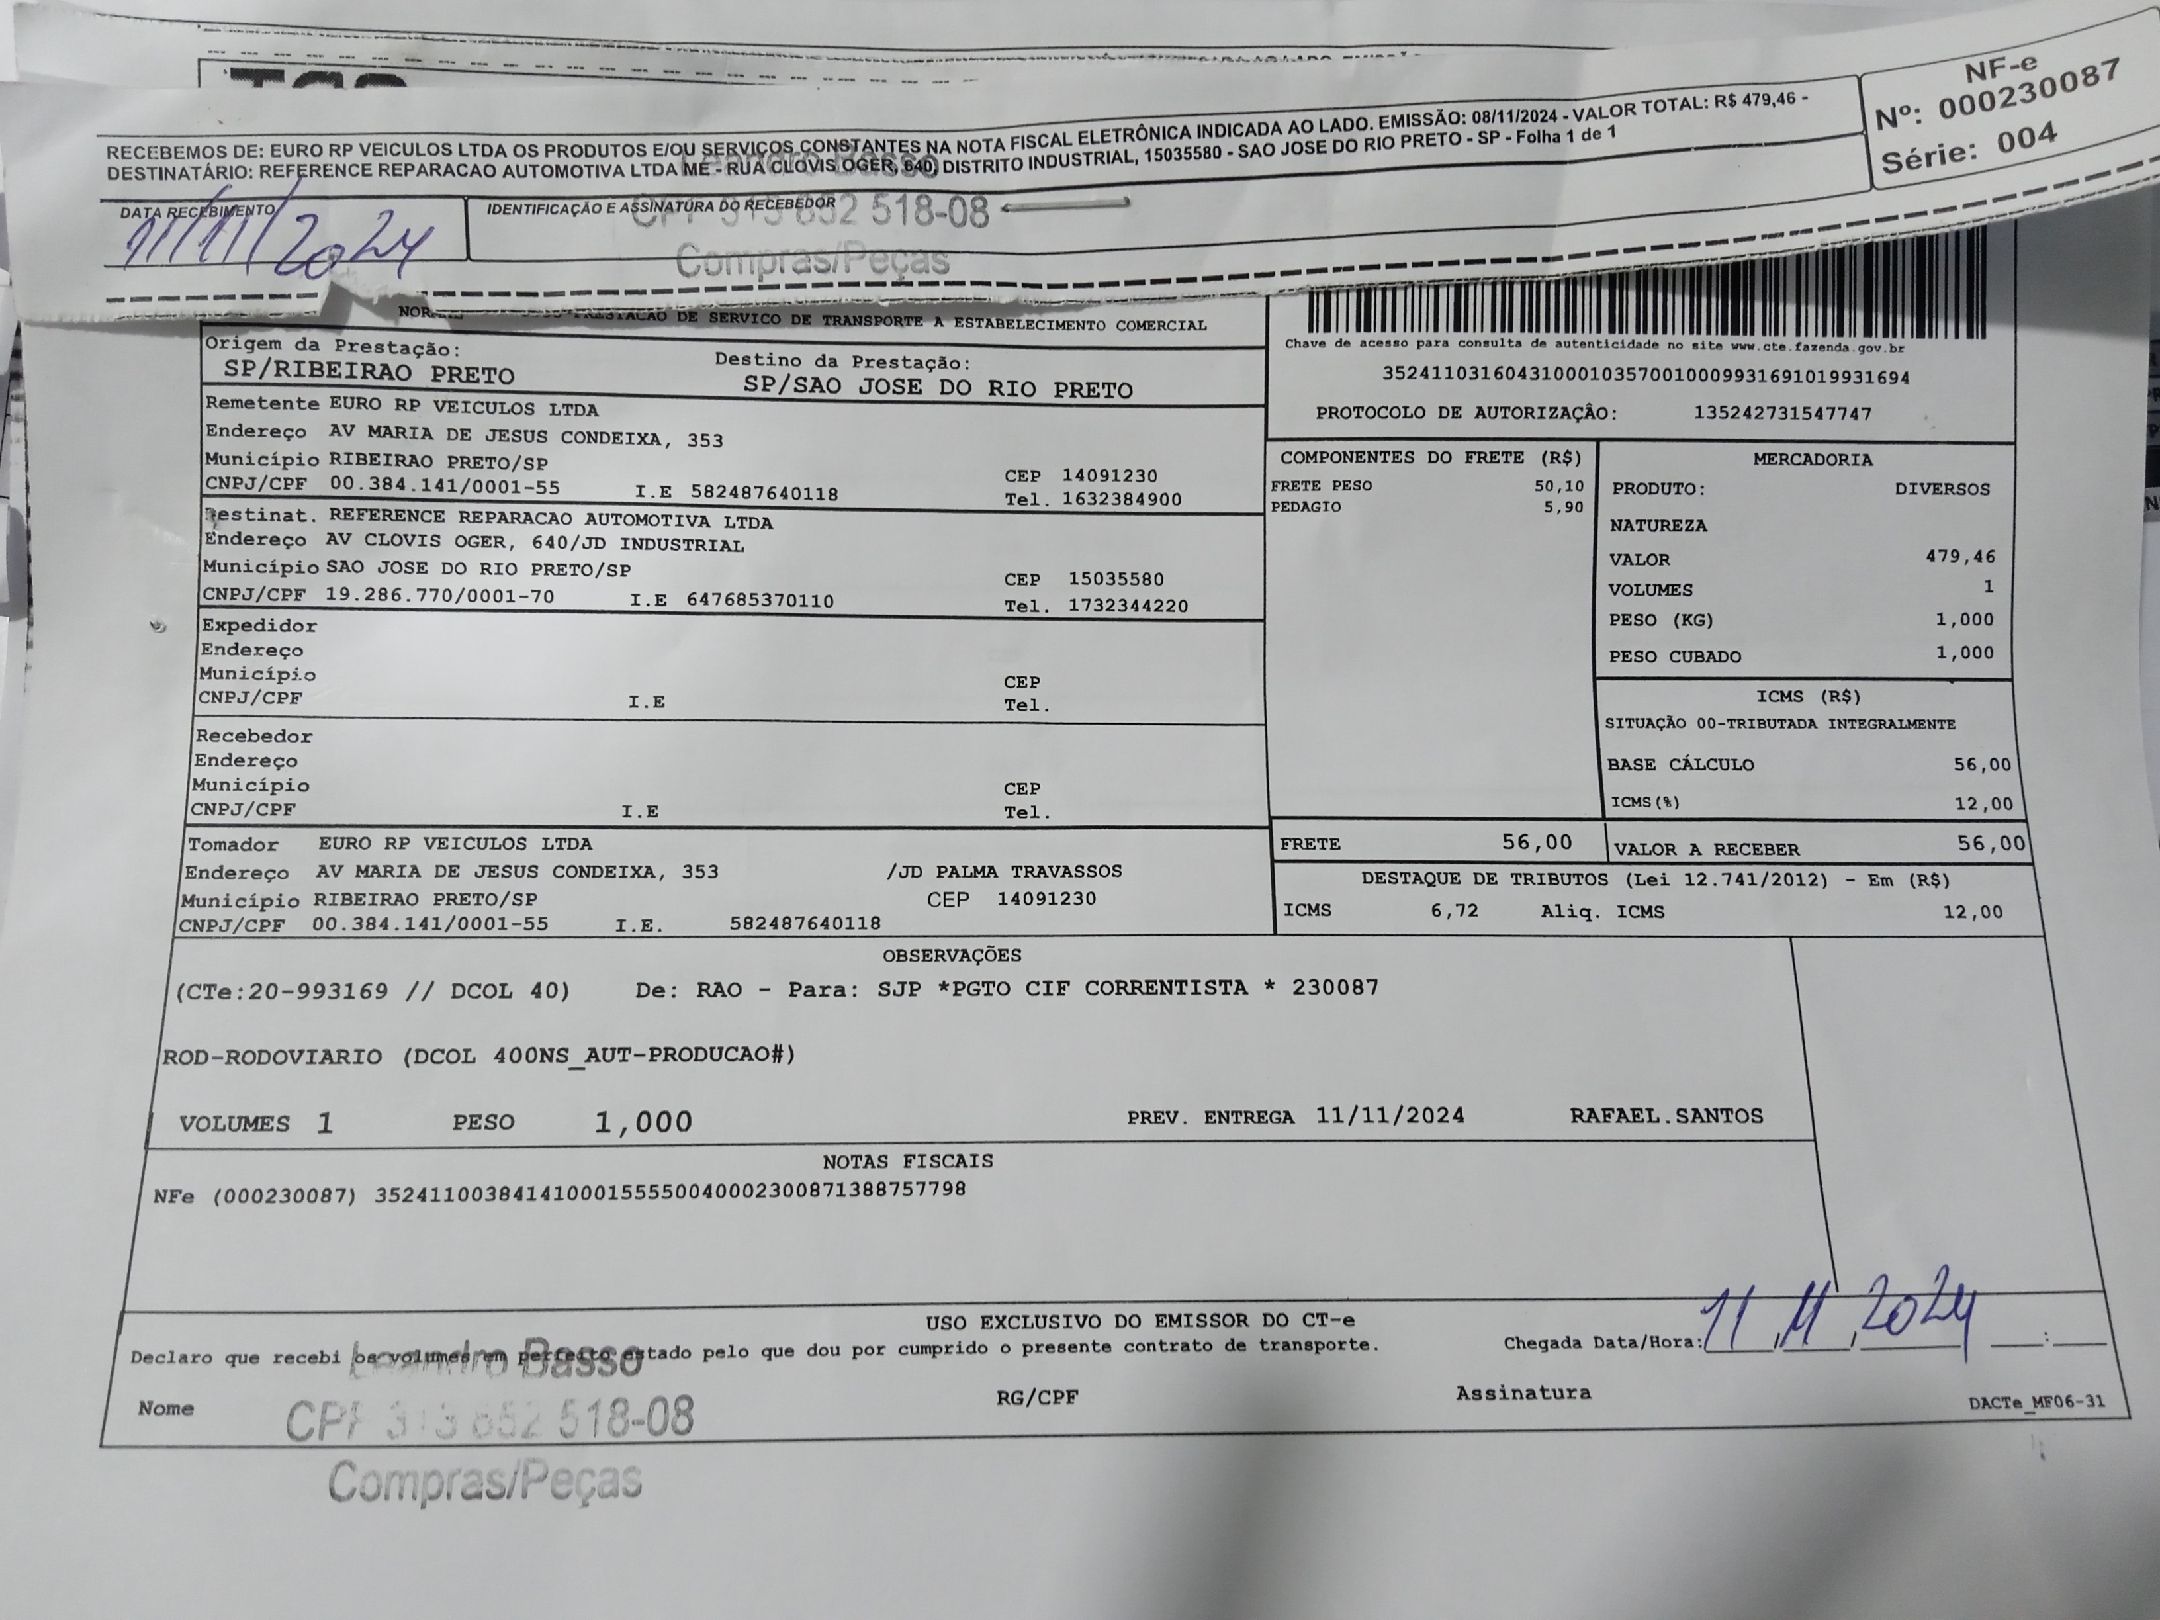 RECEBEMOS DE: EURO RP VEICULOS LTDA OS PRODUTOS E/OU SERVIÇOS CONSTANTES NA NOTA FISCAL ELETRÔNICA INDICADA AO LADO. EMISSÃO: 08/11/2024 - VALOR TOTAL: R$ 479,46 -
DESTINATÁRIO: REFERENCE REPARACAO AUTOMOTIVA LTDA ME - RUA CLOVIS OGER, 640, DISTRITO INDUSTRIAL, 15035580 - SAO JOSE DO RIO PRETO - SP - Folha 1 de 1
NF-e
Nº: 000230087
Série: 004
Leandro Basso
DATA RECEBIMENTO
IDENTIFICAÇÃO E ASSINATURA DO RECEBEDOR
CPF 313 652 518-08
11/11/2024
Compras/Peças
PRESTACAO DE SERVICO DE TRANSPORTE A ESTABELECIMENTO COMERCIAL
Origem da Prestação:
SP/RIBEIRAO PRETO
Destino da Prestação:
SP/SAO JOSE DO RIO PRETO
Chave de acesso para consulta de autenticidade no site www.cte.fazenda.gov.br
35241103160431000103570010009931691019931694
PROTOCOLO DE AUTORIZAÇÃO: 135242731547747
Remetente EURO RP VEICULOS LTDA
Endereço AV MARIA DE JESUS CONDEIXA, 353
Município RIBEIRAO PRETO/SP CEP 14091230
CNPJ/CPF 00.384.141/0001-55 I.E 582487640118 Tel. 1632384900
Destinat. REFERENCE REPARACAO AUTOMOTIVA LTDA
Endereço AV CLOVIS OGER, 640/JD INDUSTRIAL
Município SAO JOSE DO RIO PRETO/SP CEP 15035580
CNPJ/CPF 19.286.770/0001-70 I.E 647685370110 Tel. 1732344220
Expedidor
Endereço
Município CEP
CNPJ/CPF I.E Tel.
Recebedor
Endereço
Município CEP
CNPJ/CPF I.E Tel.
Tomador EURO RP VEICULOS LTDA
Endereço AV MARIA DE JESUS CONDEIXA, 353 /JD PALMA TRAVASSOS
Município RIBEIRAO PRETO/SP CEP 14091230
CNPJ/CPF 00.384.141/0001-55 I.E. 582487640118
COMPONENTES DO FRETE (R$)
FRETE PESO 50,10
PEDAGIO 5,90
MERCADORIA
PRODUTO: DIVERSOS
NATUREZA
VALOR 479,46
VOLUMES 1
PESO (KG) 1,000
PESO CUBADO 1,000
ICMS (R$)
SITUAÇÃO 00-TRIBUTADA INTEGRALMENTE
BASE CÁLCULO 56,00
ICMS(%) 12,00
FRETE 56,00 VALOR A RECEBER 56,00
DESTAQUE DE TRIBUTOS (Lei 12.741/2012) - Em (R$)
ICMS 6,72 Aliq. ICMS 12,00
OBSERVAÇÕES
(CTe:20-993169 // DCOL 40) De: RAO - Para: SJP *PGTO CIF CORRENTISTA * 230087
ROD-RODOVIARIO (DCOL 400NS_AUT-PRODUCAO#)
VOLUMES 1 PESO 1,000 PREV. ENTREGA 11/11/2024 RAFAEL.SANTOS
NOTAS FISCAIS
NFe (000230087) 35241100384141000155550040002300871388757798
USO EXCLUSIVO DO EMISSOR DO CT-e
Declaro que recebi os volumes em perfeito estado pelo que dou por cumprido o presente contrato de transporte.
Chegada Data/Hora: 11/11/2024 :
Leandro Basso
Nome RG/CPF Assinatura
CPF 313 652 518-08
DACTe_MF06-31
Compras/Peças